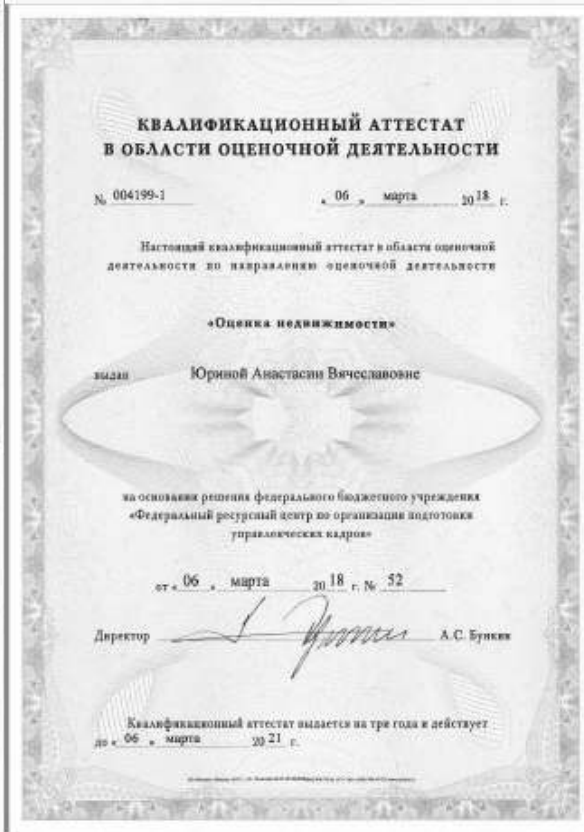 КВАЛИФИКАЦИОННЫЙ АТТЕСТАТ
В ОБЛАСТИ ОЦЕНОЧНОЙ ДЕЯТЕЛЬНОСТИ
№ 004199-1 « 06 » марта 20 18 г.
Настоящий квалификационный аттестат в области оценочной
деятельности по направлению оценочной деятельности
«Оценка недвижимости»
выдан Юриной Анастасии Вячеславовне
на основании решения федерального бюджетного учреждения
«Федеральный ресурсный центр по организации подготовки
управленческих кадров»
от « 06 » марта 20 18 г. № 52
Директор А.С. Бункин
Квалификационный аттестат выдается на три года и действует
до « 06 » марта 20 21 г.